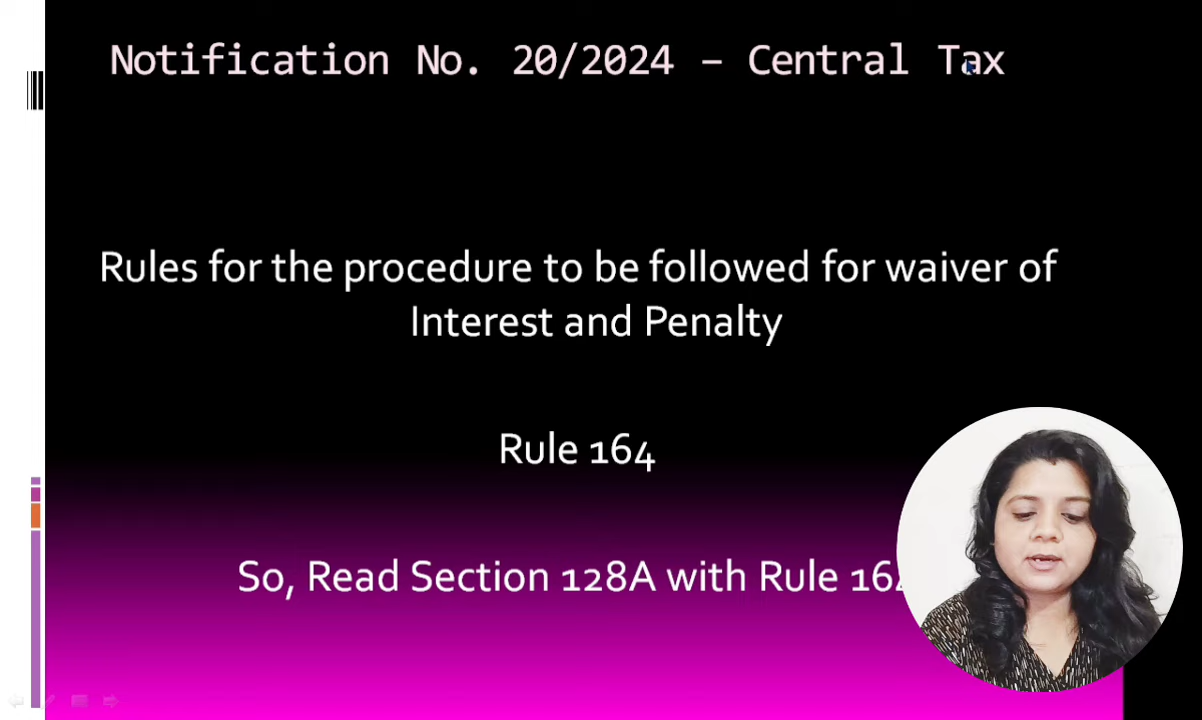 Notification No. 20/2024 – Central Tax
Rules for the procedure to be followed for waiver of
Interest and Penalty
Rule 164
So, Read Section 128A with Rule